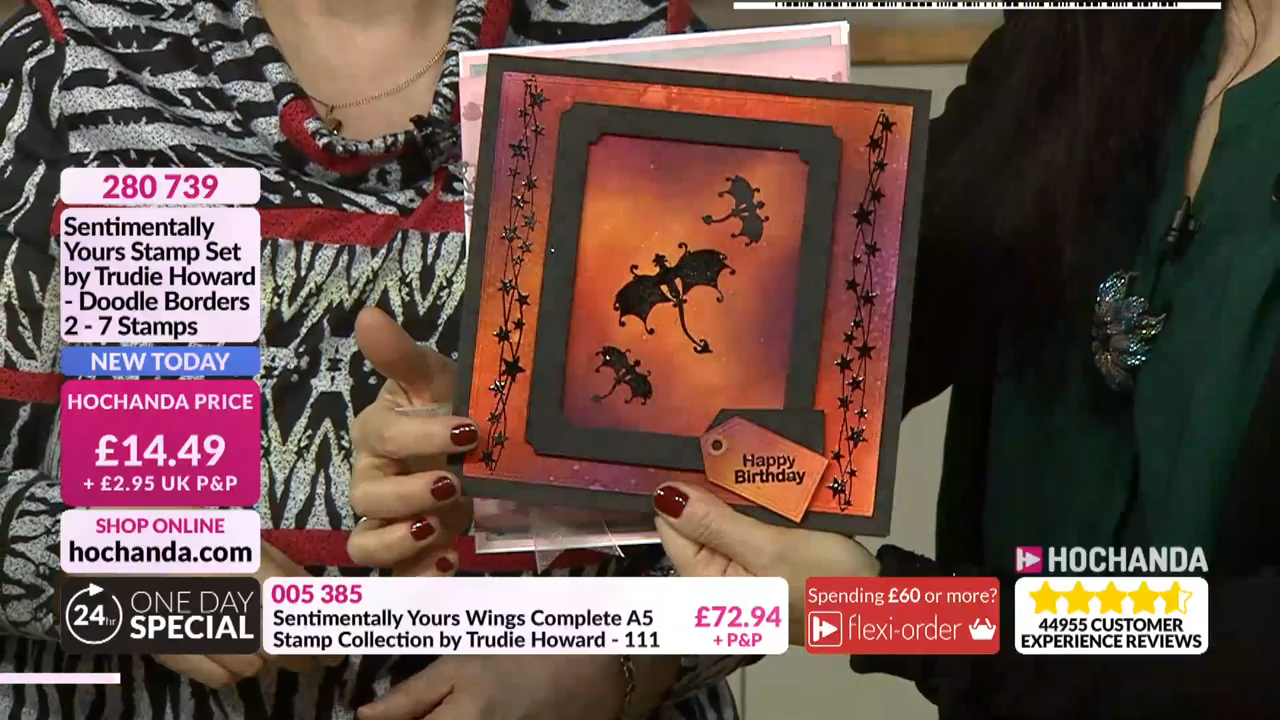 280 739
Sentimentally
Yours Stamp Set
by Trudie Howard
- Doodle Borders
2 - 7 Stamps
NEW TODAY
HOCHANDA PRICE
£14.49
+ £2.95 UK P&P
SHOP ONLINE
hochanda.com
24hr
ONE DAY
SPECIAL
005 385
Sentimentally Yours Wings Complete A5
Stamp Collection by Trudie Howard - 111
£72.94
+ P&P
Spending £60 or more?
flexi-order
HOCHANDA
44955 CUSTOMER
EXPERIENCE REVIEWS
Happy
Birthday